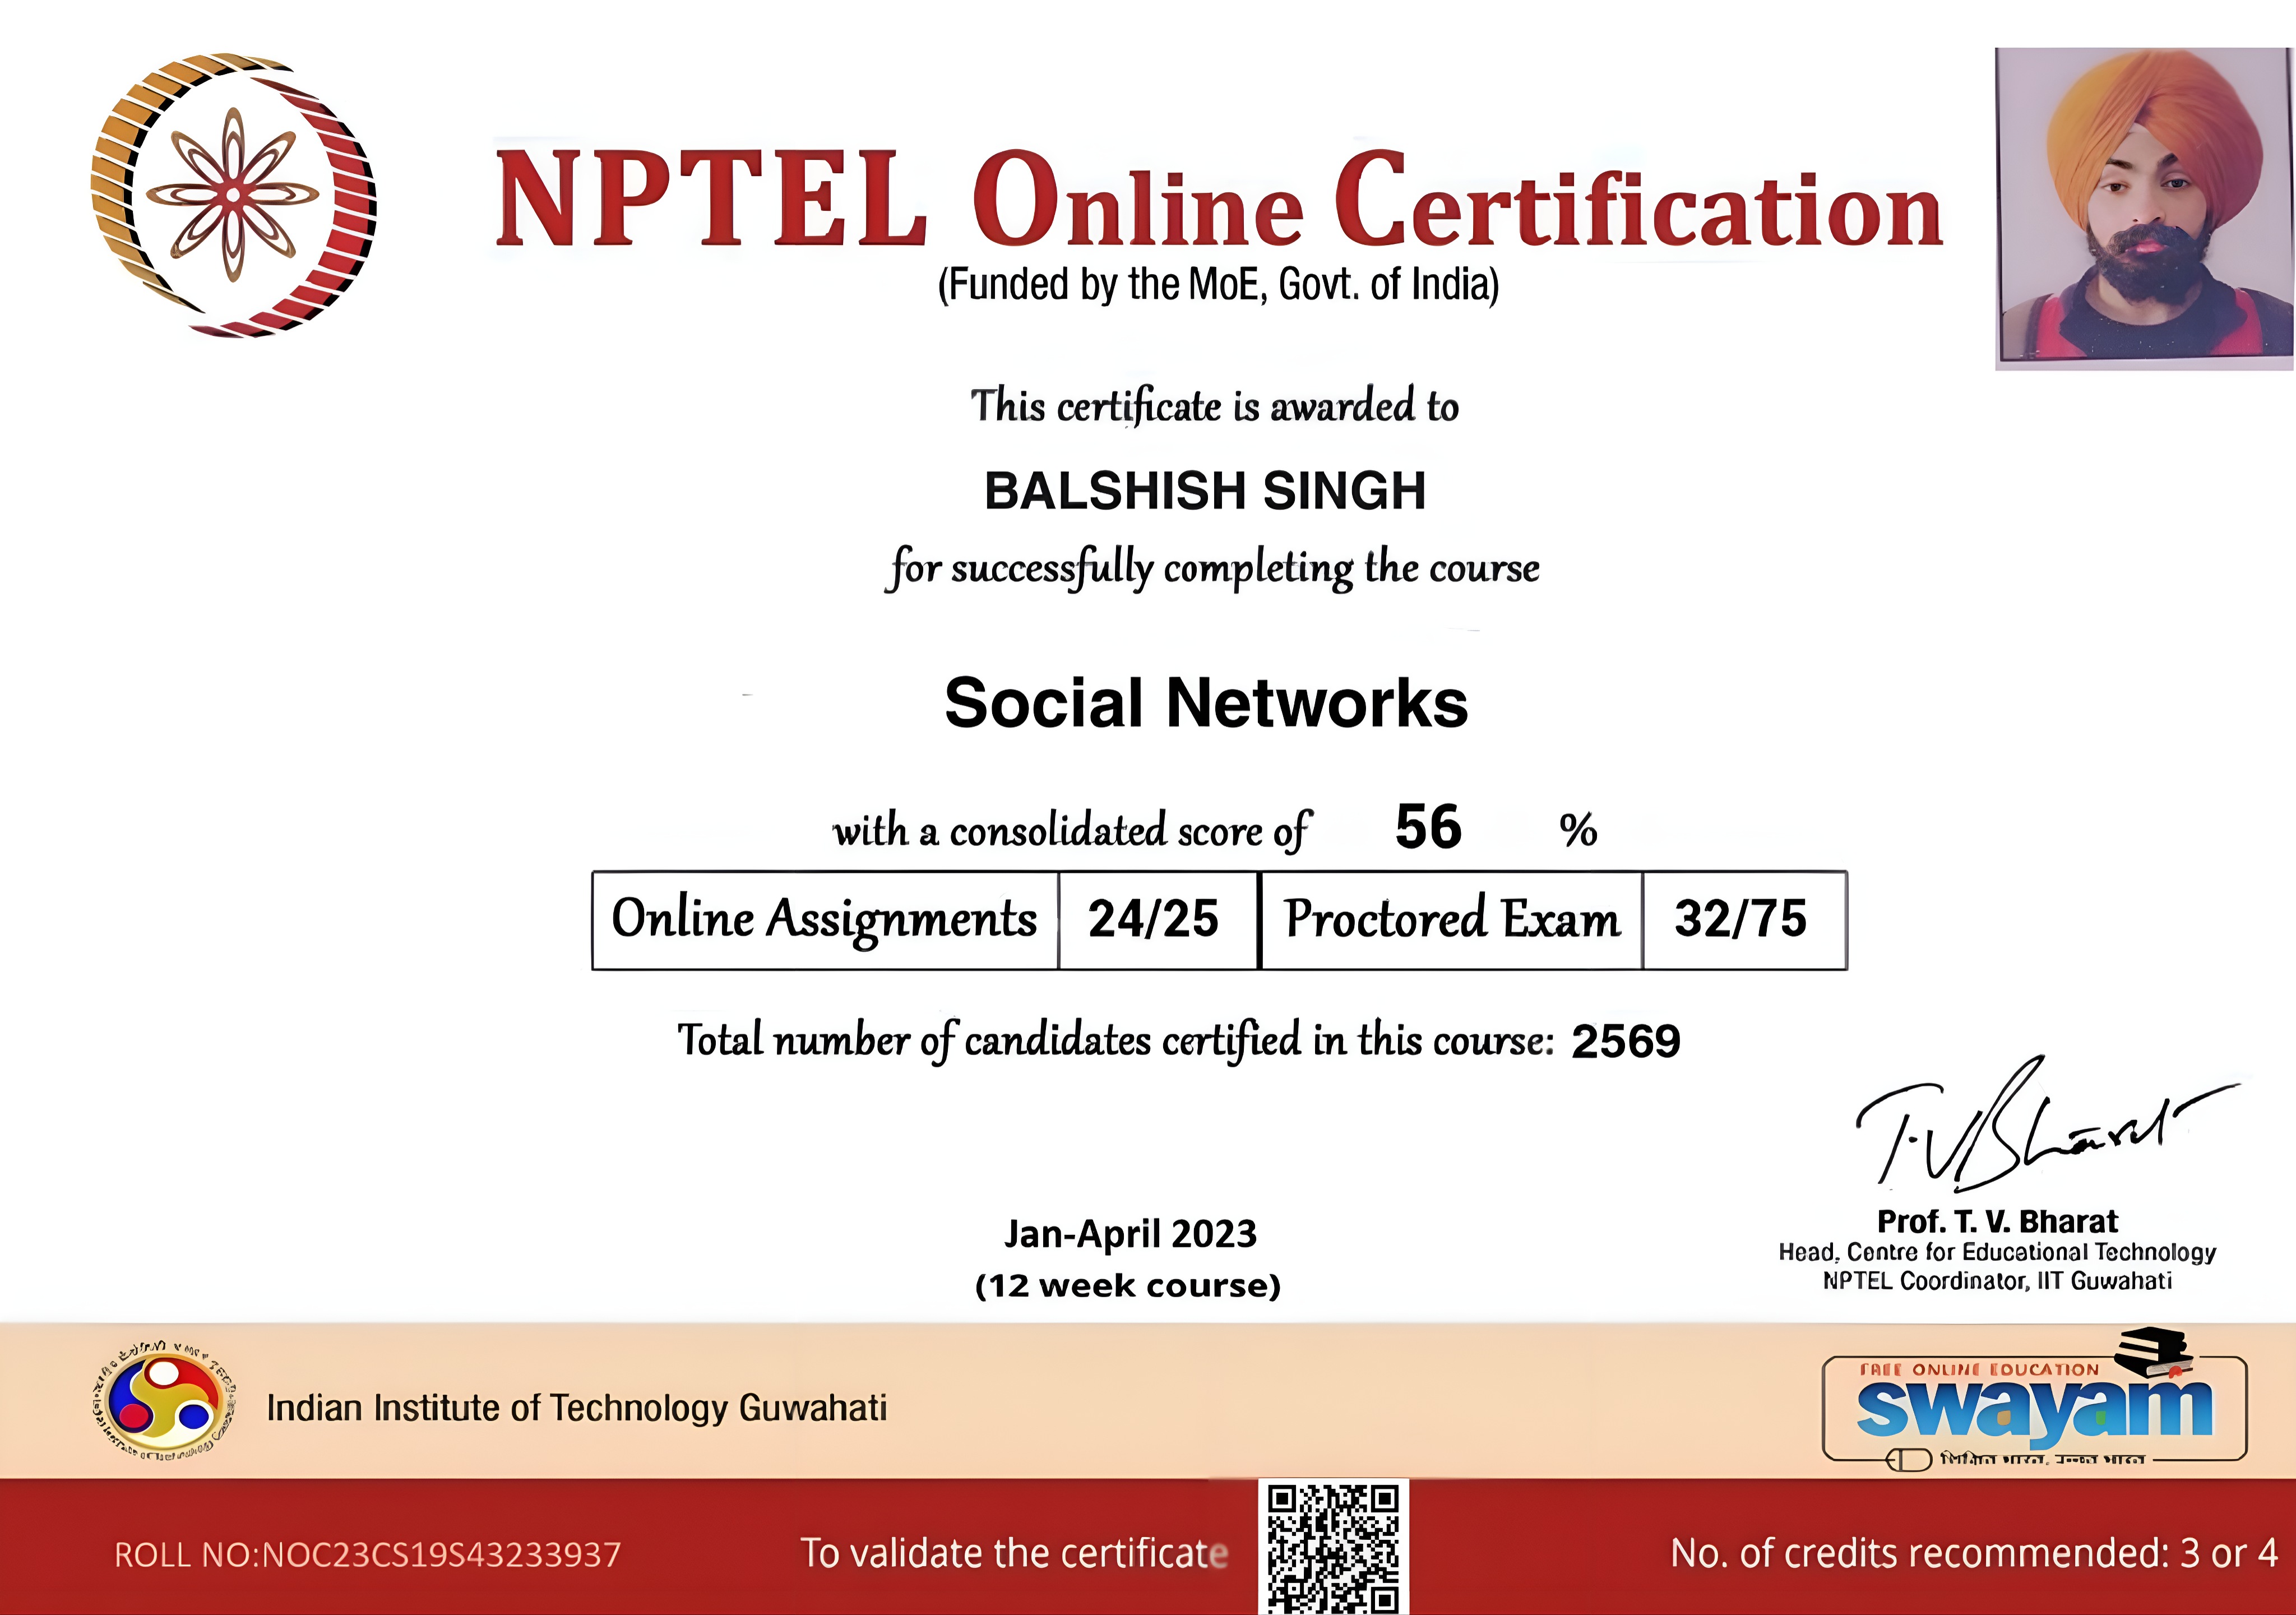 NPTEL Online Certification
(Funded by the MoE, Govt. of India)
This certificate is awarded to
BALSHISH SINGH
for successfully completing the course
Social Networks
with a consolidated score of 56 %
Online Assignments 24/25 Proctored Exam 32/75
Total number of candidates certified in this course: 2569
T.V Bharat
Prof. T. V. Bharat
Head, Centre for Educational Technology
NPTEL Coordinator, IIT Guwahati
Jan-April 2023
(12 week course)
Indian Institute of Technology Guwahati
FREE ONLINE EDUCATION
swayam
भारत, भारत
ROLL NO:NOC23CS19S43233937
To validate the certificate
No. of credits recommended: 3 or 4